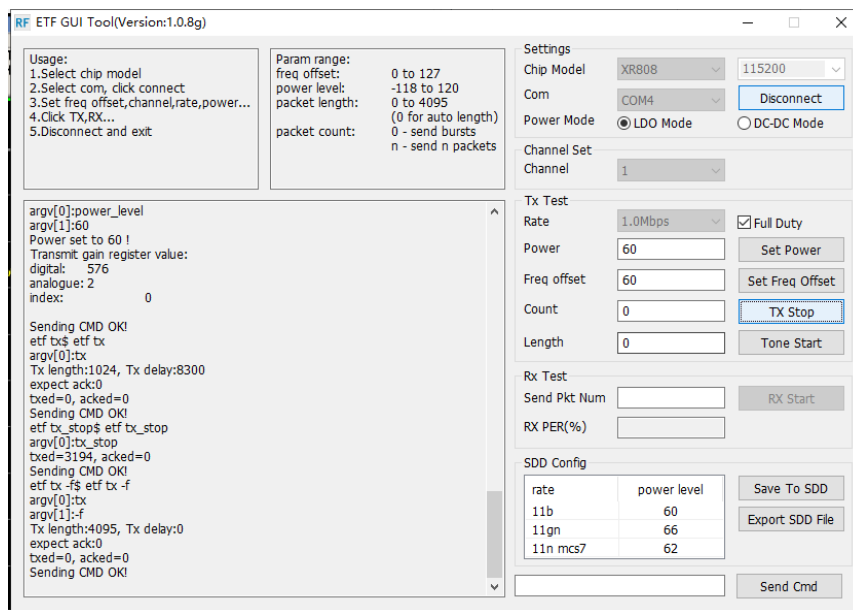 RF ETF GUI Tool(Version:1.0.8g)
Usage:
1.Select chip model
2.Select com, click connect
3.Set freq offset,channel,rate,power...
4.Click TX,RX...
5.Disconnect and exit
Param range:
freq offset: 0 to 127
power level: -118 to 120
packet length: 0 to 4095
(0 for auto length)
packet count: 0 - send bursts
n - send n packets
argv[0]:power_level
argv[1]:60
Power set to 60 !
Transmit gain register value:
digital: 576
analogue: 2
index: 0
Sending CMD OK!
etf tx$ etf tx
argv[0]:tx
Tx length:1024, Tx delay:8300
expect ack:0
txed=0, acked=0
Sending CMD OK!
etf tx_stop$ etf tx_stop
argv[0]:tx_stop
txed=3194, acked=0
Sending CMD OK!
etf tx -f$ etf tx -f
argv[0]:tx
argv[1]:-f
Tx length:4095, Tx delay:0
expect ack:0
txed=0, acked=0
Sending CMD OK!
Settings
Chip Model XR808 115200
Com COM4 Disconnect
Power Mode LDO Mode DC-DC Mode
Channel Set
Channel 1
Tx Test
Rate 1.0Mbps Full Duty
Power 60 Set Power
Freq offset 60 Set Freq Offset
Count 0 TX Stop
Length 0 Tone Start
Rx Test
Send Pkt Num RX Start
RX PER(%)
SDD Config
rate power level Save To SDD
11b 60
11gn 66 Export SDD File
11n mcs7 62
Send Cmd